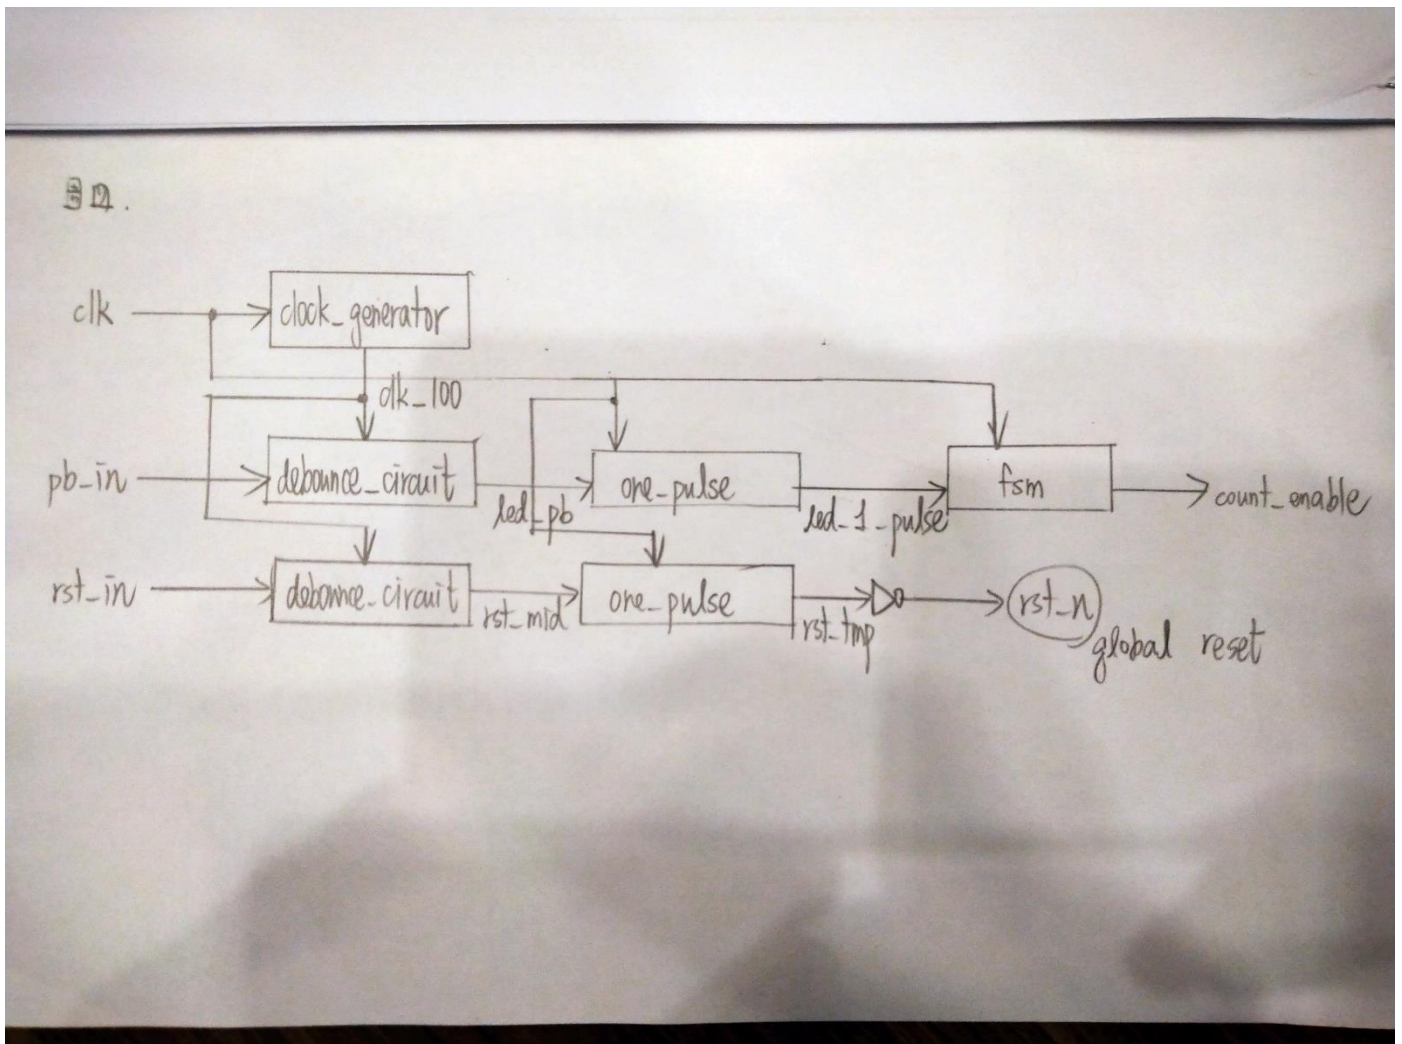 clk
clock_generator
clk_100
pb_in
debounce_circuit
led_pb
one_pulse
led_1_pulse
fsm
count_enable
rst_in
debounce_circuit
rst_mid
one_pulse
rst_tmp
rst_n
global reset